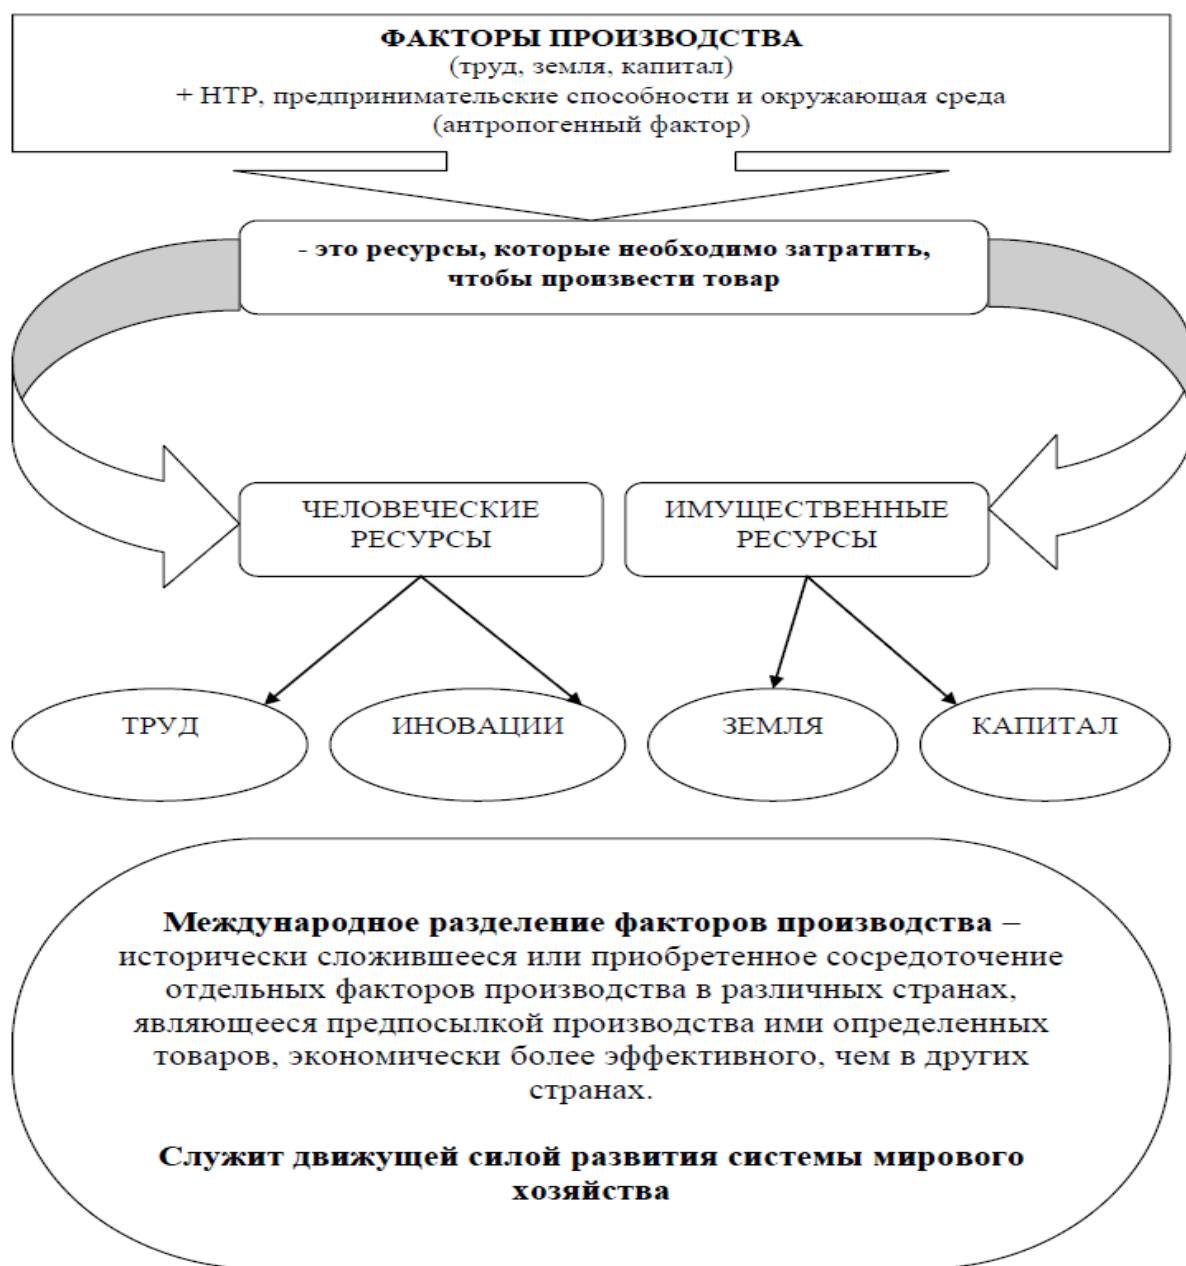 ФАКТОРЫ ПРОИЗВОДСТВА
(труд, земля, капитал)
+ НТР, предпринимательские способности и окружающая среда
(антропогенный фактор)
- это ресурсы, которые необходимо затратить,
чтобы произвести товар
ЧЕЛОВЕЧЕСКИЕ
РЕСУРСЫ
ИМУЩЕСТВЕННЫЕ
РЕСУРСЫ
ТРУД
ИНОВАЦИИ
ЗЕМЛЯ
КАПИТАЛ
Международное разделение факторов производства –
исторически сложившееся или приобретенное сосредоточение
отдельных факторов производства в различных странах,
являющееся предпосылкой производства ими определенных
товаров, экономически более эффективного, чем в других
странах.
Служит движущей силой развития системы мирового
хозяйства